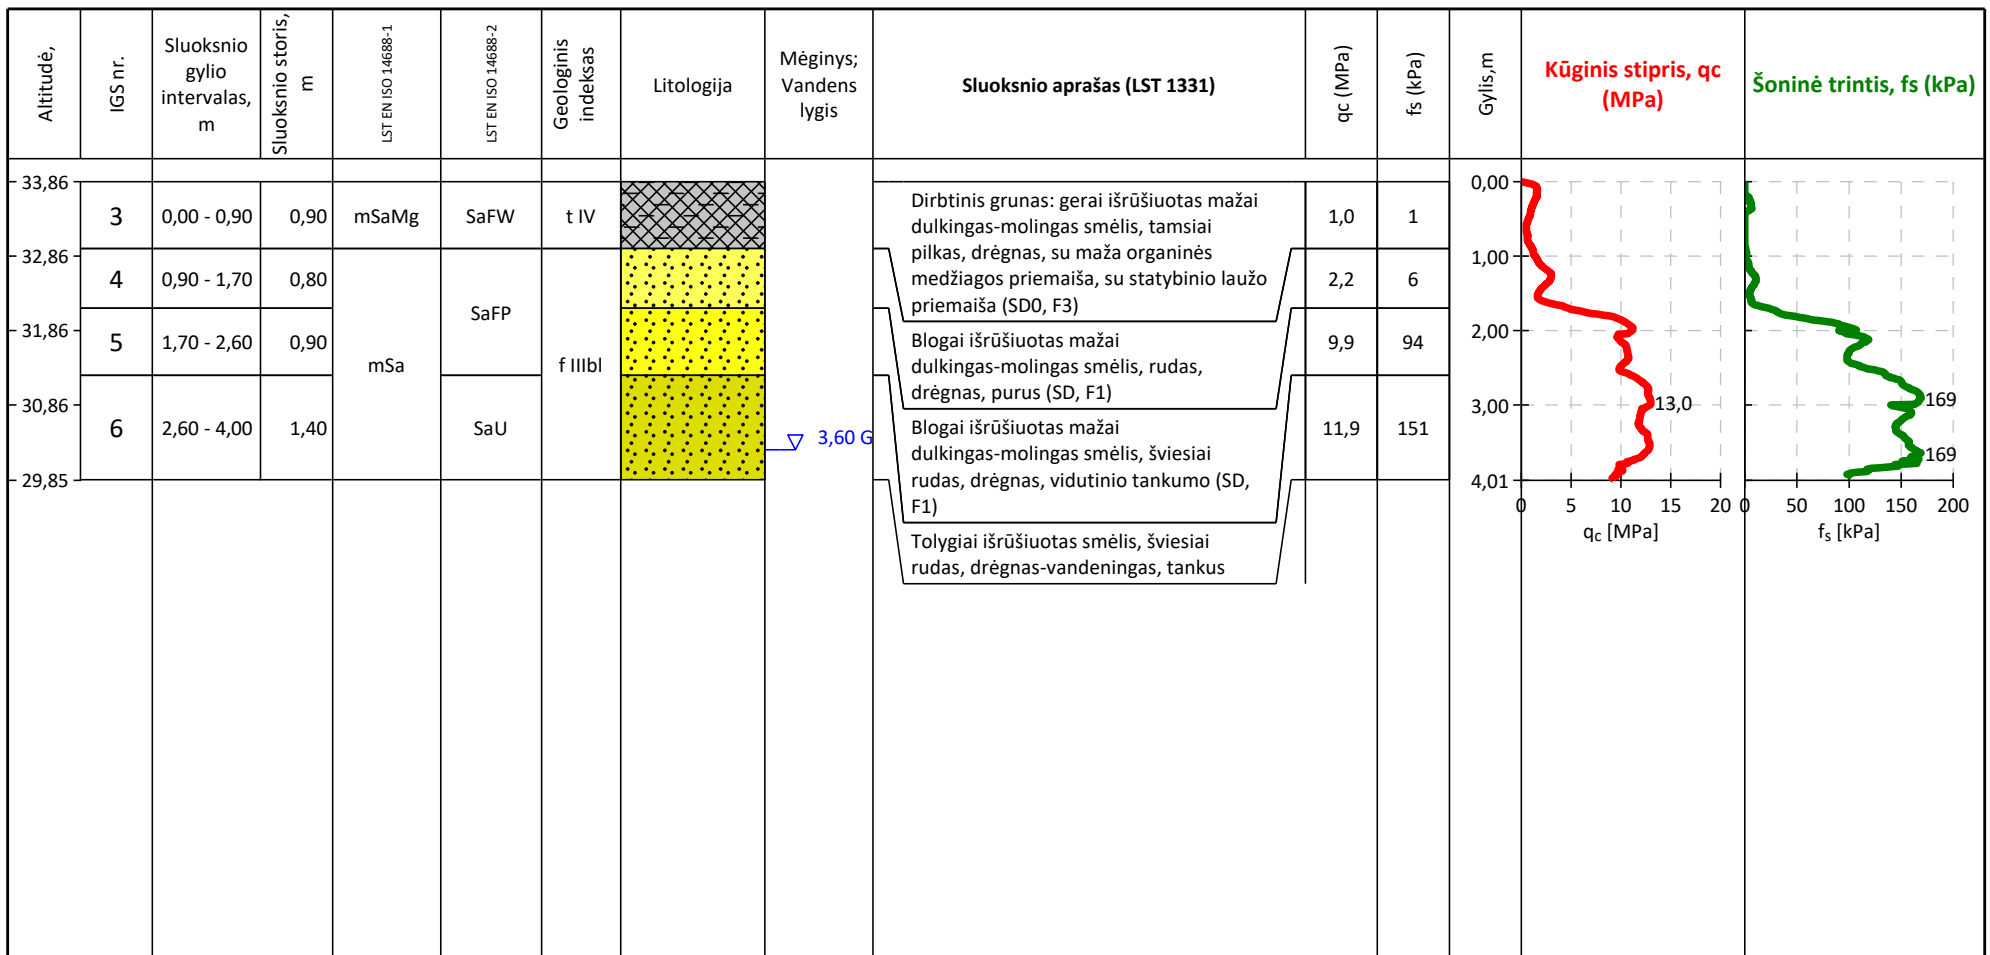 Altitudė,
IGS nr.
Sluoksnio
gylio
intervalas,
m
Sluoksnio storis,
m
LST EN ISO 14688-1
LST EN ISO 14688-2
Geologinis
indeksas
Litologija
Mėginys;
Vandens
lygis
Sluoksnio aprašas (LST 1331)
qc (MPa)
fs (kPa)
Gylis,m
Kūginis stipris, qc
(MPa)
Šoninė trintis, fs (kPa)
33,86
32,86
31,86
30,86
29,85
3
0,00 - 0,90
0,90
mSaMg
SaFW
t IV
4
0,90 - 1,70
0,80
5
1,70 - 2,60
0,90
6
2,60 - 4,00
1,40
mSa
SaFP
SaU
f IIIbl
3,60 G
Dirbtinis grunas: gerai išrūšiuotas mažai
dulkingas-molingas smėlis, tamsiai
pilkas, drėgnas, su maža organinės
medžiagos priemaiša, su statybinio laužo
priemaiša (SD0, F3)
Blogai išrūšiuotas mažai
dulkingas-molingas smėlis, rudas,
drėgnas, purus (SD, F1)
Blogai išrūšiuotas mažai
dulkingas-molingas smėlis, šviesiai
rudas, drėgnas, vidutinio tankumo (SD,
F1)
Tolygiai išrūšiuotas smėlis, šviesiai
rudas, drėgnas-vandeningas, tankus
1,0
1
2,2
6
9,9
94
11,9
151
0,00
1,00
2,00
3,00
4,01
13,0
0
5
10
15
20
qc [MPa]
169
169
0
50
100
150
200
fs [kPa]